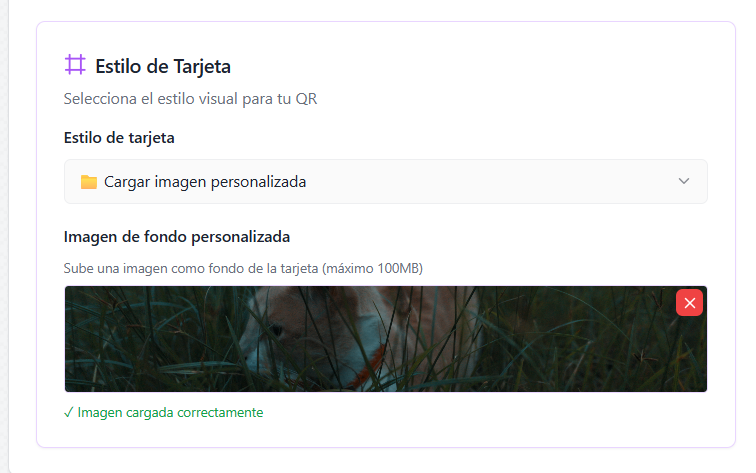 Estilo de Tarjeta
Selecciona el estilo visual para tu QR
Estilo de tarjeta
Cargar imagen personalizada
Imagen de fondo personalizada
Sube una imagen como fondo de la tarjeta (máximo 100MB)
✓ Imagen cargada correctamente